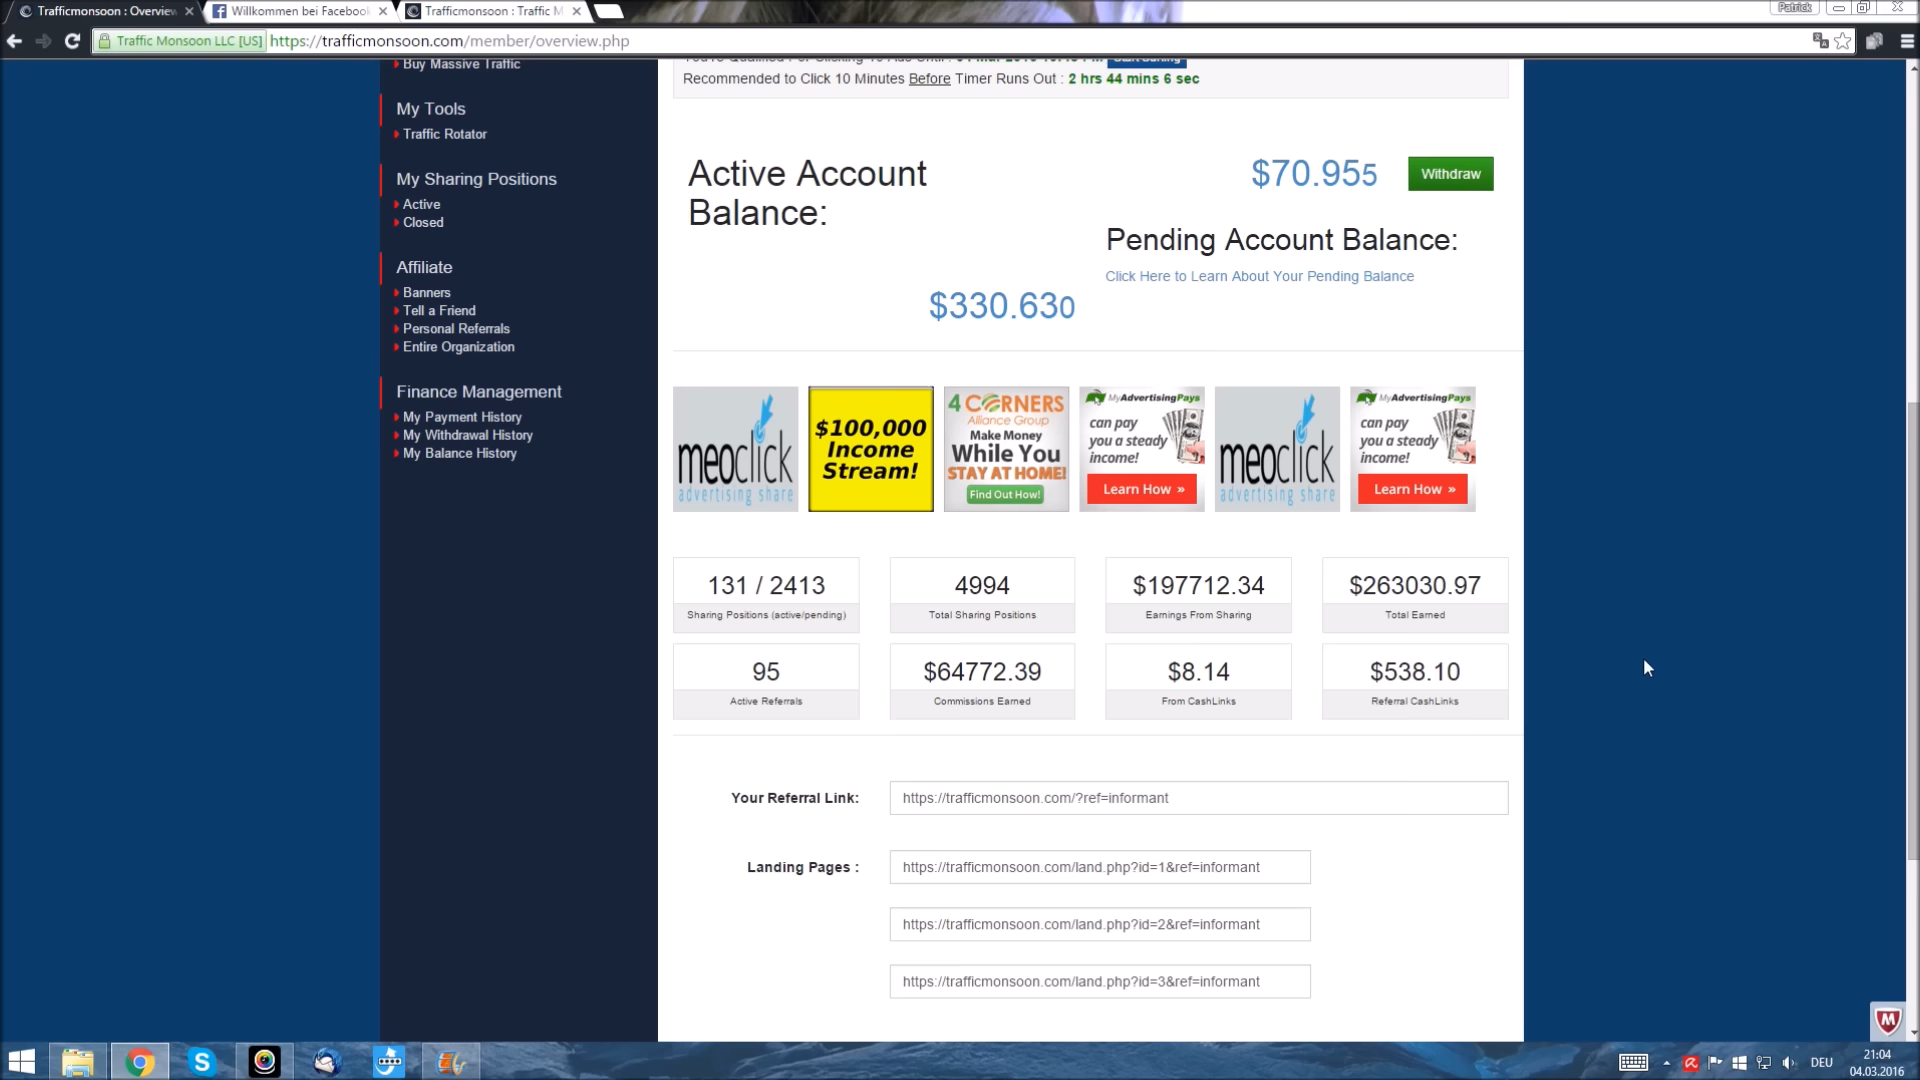 Trafficmonsoon : Overview
Willkommen bei Facebook
Trafficmonsoon : Traffic M
Patrick
Traffic Monsoon LLC [US]
https://trafficmonsoon.com/member/overview.php
Buy Massive Traffic
My Tools
Traffic Rotator
My Sharing Positions
Active
Closed
Affiliate
Banners
Tell a Friend
Personal Referrals
Entire Organization
Finance Management
My Payment History
My Withdrawal History
My Balance History
Recommended to Click 10 Minutes Before Timer Runs Out : 2 hrs 44 mins 6 sec
Active Account
Balance:
$330.630
$70.955
Withdraw
Pending Account Balance:
Click Here to Learn About Your Pending Balance
meoclick
advertising share
$100,000
Income
Stream!
4 CORNERS
Alliance Group
Make Money
While You
STAY AT HOME!
Find Out How!
MyAdvertisingPays
can pay
you a steady
income!
Learn How »
meoclick
advertising share
MyAdvertisingPays
can pay
you a steady
income!
Learn How »
131 / 2413
Sharing Positions (active/pending)
4994
Total Sharing Positions
$197712.34
Earnings From Sharing
$263030.97
Total Earned
95
Active Referrals
$64772.39
Commissions Earned
$8.14
From CashLinks
$538.10
Referral CashLinks
Your Referral Link:
https://trafficmonsoon.com/?ref=informant
Landing Pages :
https://trafficmonsoon.com/land.php?id=1&ref=informant
https://trafficmonsoon.com/land.php?id=2&ref=informant
https://trafficmonsoon.com/land.php?id=3&ref=informant
DEU
21:04
04.03.2016